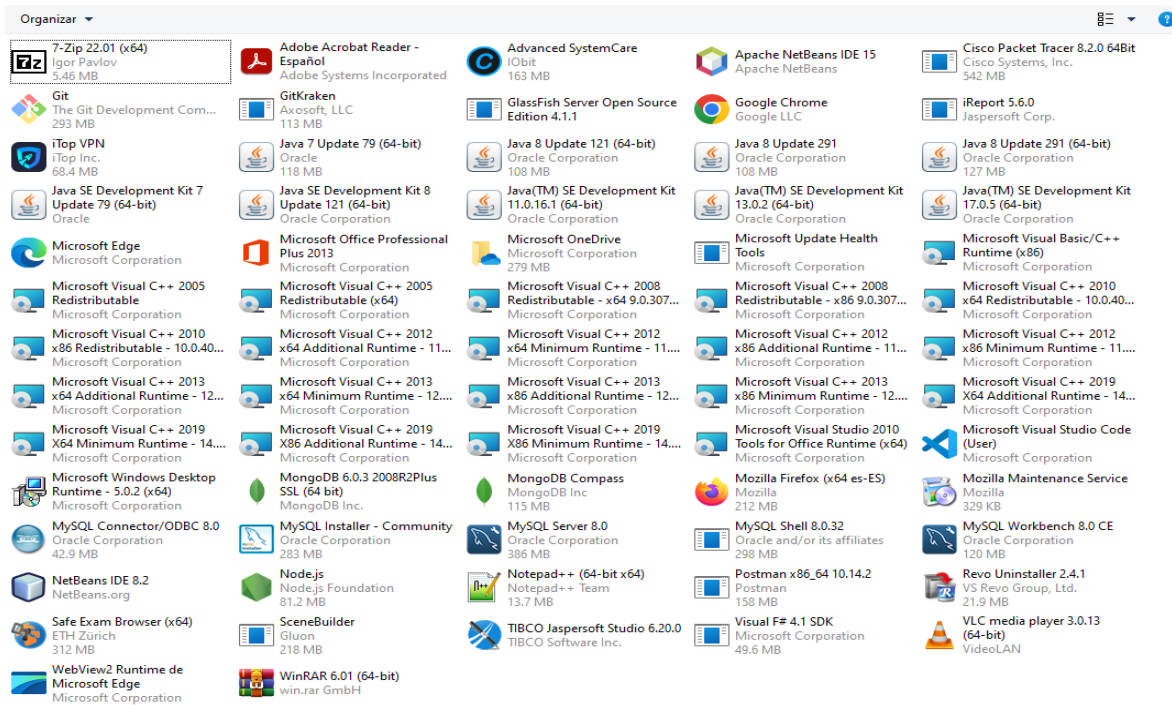 Organizar
7-Zip 22.01 (x64)
Igor Pavlov
5.46 MB
Adobe Acrobat Reader -
Español
Adobe Systems Incorporated
Advanced SystemCare
IObit
163 MB
Apache NetBeans IDE 15
Apache NetBeans
Cisco Packet Tracer 8.2.0 64Bit
Cisco Systems, Inc.
542 MB
Git
The Git Development Com...
293 MB
GitKraken
Axosoft, LLC
113 MB
GlassFish Server Open Source
Edition 4.1.1
Google Chrome
Google LLC
iReport 5.6.0
Jaspersoft Corp.
iTop VPN
iTop Inc.
68.4 MB
Java 7 Update 79 (64-bit)
Oracle
118 MB
Java 8 Update 121 (64-bit)
Oracle Corporation
108 MB
Java 8 Update 291
Oracle Corporation
108 MB
Java 8 Update 291 (64-bit)
Oracle Corporation
127 MB
Java SE Development Kit 7
Update 79 (64-bit)
Oracle
Java SE Development Kit 8
Update 121 (64-bit)
Oracle Corporation
Java(TM) SE Development Kit
11.0.16.1 (64-bit)
Oracle Corporation
Java(TM) SE Development Kit
13.0.2 (64-bit)
Oracle Corporation
Java(TM) SE Development Kit
17.0.5 (64-bit)
Oracle Corporation
Microsoft Edge
Microsoft Corporation
Microsoft Office Professional
Plus 2013
Microsoft Corporation
Microsoft OneDrive
Microsoft Corporation
279 MB
Microsoft Update Health
Tools
Microsoft Corporation
Microsoft Visual Basic/C++
Runtime (x86)
Microsoft Corporation
Microsoft Visual C++ 2005
Redistributable
Microsoft Corporation
Microsoft Visual C++ 2005
Redistributable (x64)
Microsoft Corporation
Microsoft Visual C++ 2008
Redistributable - x64 9.0.307...
Microsoft Corporation
Microsoft Visual C++ 2008
Redistributable - x86 9.0.307...
Microsoft Corporation
Microsoft Visual C++ 2010
x64 Redistributable - 10.0.40...
Microsoft Corporation
Microsoft Visual C++ 2010
x86 Redistributable - 10.0.40...
Microsoft Corporation
Microsoft Visual C++ 2012
x64 Additional Runtime - 11...
Microsoft Corporation
Microsoft Visual C++ 2012
x64 Minimum Runtime - 11....
Microsoft Corporation
Microsoft Visual C++ 2012
x86 Additional Runtime - 11...
Microsoft Corporation
Microsoft Visual C++ 2012
x86 Minimum Runtime - 11....
Microsoft Corporation
Microsoft Visual C++ 2013
x64 Additional Runtime - 12...
Microsoft Corporation
Microsoft Visual C++ 2013
x64 Minimum Runtime - 12....
Microsoft Corporation
Microsoft Visual C++ 2013
x86 Additional Runtime - 12...
Microsoft Corporation
Microsoft Visual C++ 2013
x86 Minimum Runtime - 12....
Microsoft Corporation
Microsoft Visual C++ 2019
X64 Additional Runtime - 14...
Microsoft Corporation
Microsoft Visual C++ 2019
X64 Minimum Runtime - 14....
Microsoft Corporation
Microsoft Visual C++ 2019
X86 Additional Runtime - 14...
Microsoft Corporation
Microsoft Visual C++ 2019
X86 Minimum Runtime - 14....
Microsoft Corporation
Microsoft Visual Studio 2010
Tools for Office Runtime (x64)
Microsoft Corporation
Microsoft Visual Studio Code
(User)
Microsoft Corporation
Microsoft Windows Desktop
Runtime - 5.0.2 (x64)
Microsoft Corporation
MongoDB 6.0.3 2008R2Plus
SSL (64 bit)
MongoDB Inc.
MongoDB Compass
MongoDB Inc
115 MB
Mozilla Firefox (x64 es-ES)
Mozilla
212 MB
Mozilla Maintenance Service
Mozilla
329 KB
MySQL Connector/ODBC 8.0
Oracle Corporation
42.9 MB
MySQL Installer - Community
Oracle Corporation
283 MB
MySQL Server 8.0
Oracle Corporation
386 MB
MySQL Shell 8.0.32
Oracle and/or its affiliates
298 MB
MySQL Workbench 8.0 CE
Oracle Corporation
120 MB
NetBeans IDE 8.2
NetBeans.org
Node.js
Node.js Foundation
81.2 MB
Notepad++ (64-bit x64)
Notepad++ Team
13.7 MB
Postman x86_64 10.14.2
Postman
158 MB
Revo Uninstaller 2.4.1
VS Revo Group, Ltd.
21.9 MB
Safe Exam Browser (x64)
ETH Zürich
312 MB
SceneBuilder
Gluon
218 MB
TIBCO Jaspersoft Studio 6.20.0
TIBCO Software Inc.
Visual F# 4.1 SDK
Microsoft Corporation
49.6 MB
VLC media player 3.0.13
(64-bit)
VideoLAN
WebView2 Runtime de
Microsoft Edge
Microsoft Corporation
WinRAR 6.01 (64-bit)
win.rar GmbH